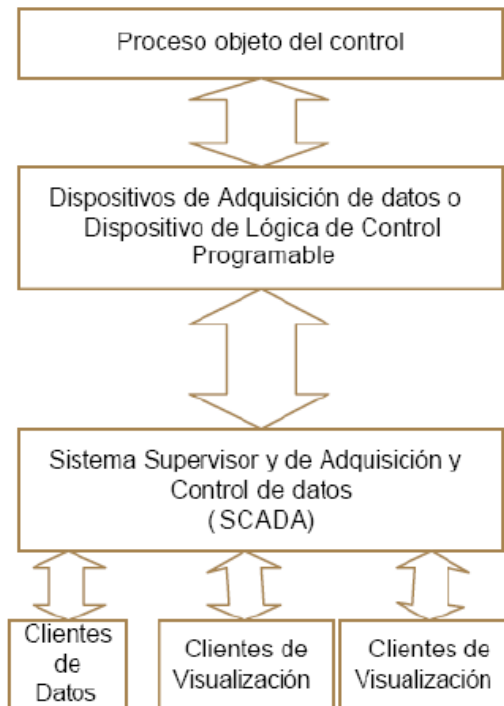 Proceso objeto del control
Dispositivos de Adquisición de datos o
Dispositivo de Lógica de Control
Programable
Sistema Supervisor y de Adquisición y
Control de datos
( SCADA)
Clientes
de
Datos
Clientes de
Visualización
Clientes de
Visualización